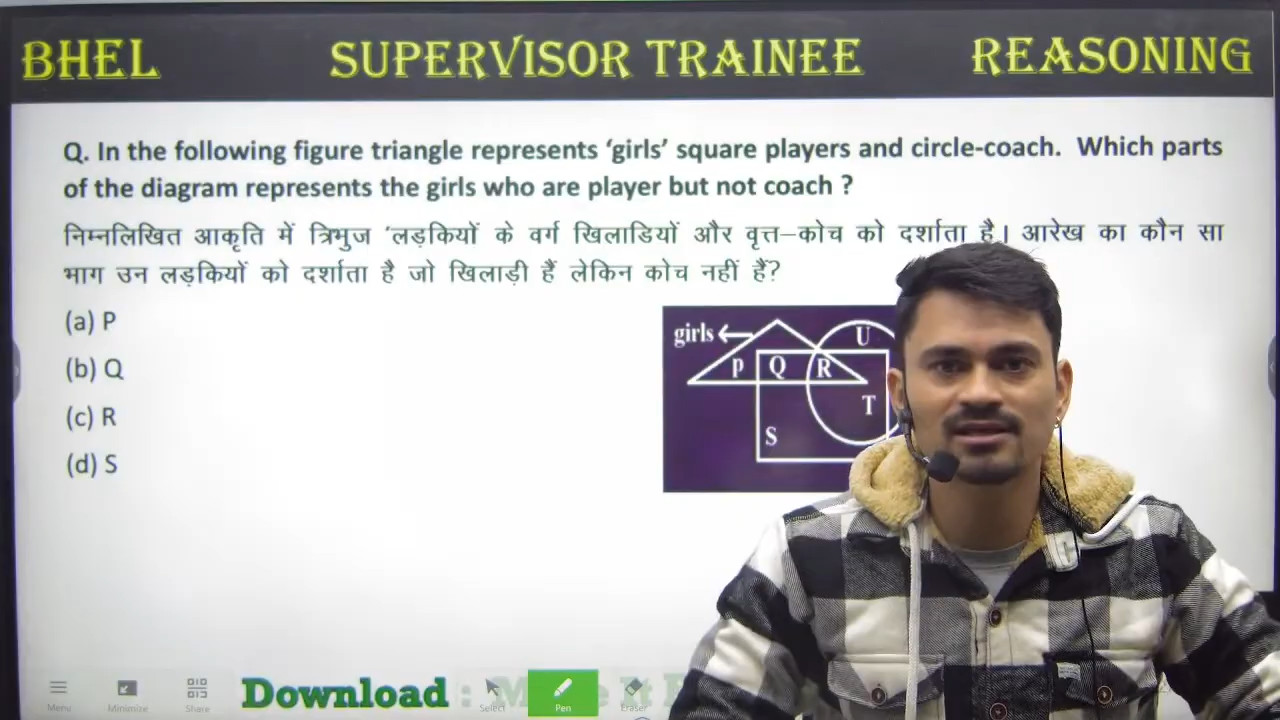 BHEL SUPERVISOR TRAINEE REASONING
Q. In the following figure triangle represents ‘girls’ square players and circle-coach. Which parts
of the diagram represents the girls who are player but not coach ?
निम्नलिखित आकृति में त्रिभुज ‘लड़कियों के वर्ग खिलाडियों और वृत्त–कोच को दर्शाता है। आरेख का कौन सा
भाग उन लड़कियों को दर्शाता है जो खिलाड़ी हैं लेकिन कोच नहीं हैं?
(a) P
(b) Q
(c) R
(d) S
girls
U
P Q R
T
S
Download :
Menu Minimize Share Select Pen Eraser